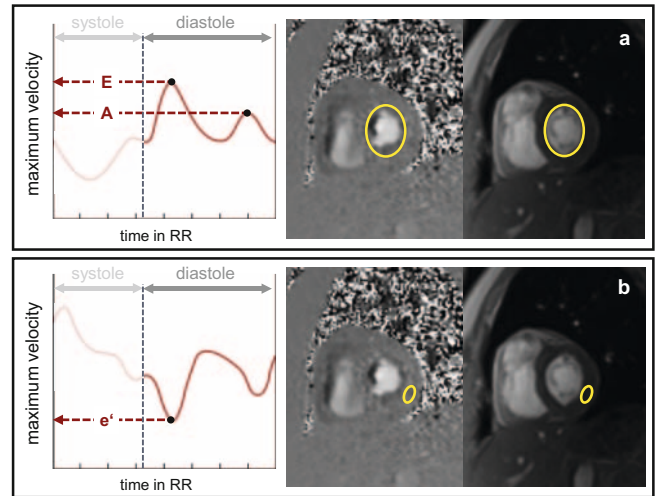 systole diastole
a
E
A
maximum velocity
time in RR
systole diastole
b
maximum velocity
e‘
time in RR